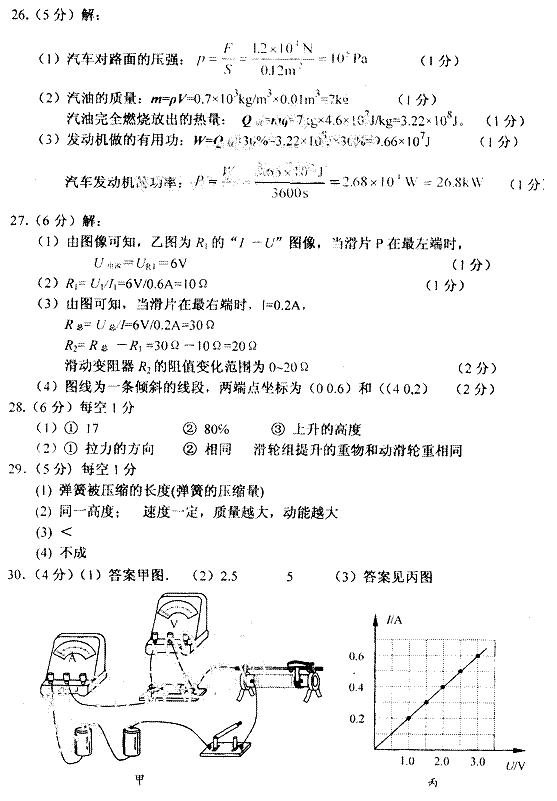 26.(5分)解:
(1)汽车对路面的压强: p=F/S=1.2×10⁴N/0.12m²=10⁵Pa (1分)
(2)汽油的质量:m=ρV=0.7×10³kg/m³×0.01m³=7kg (1分)
汽油完全燃烧放出的热量: Q放=mq=7kg×4.6×10⁷J/kg=3.22×10⁸J。 (1分)
(3)发动机做的有用功:W=Q放×30%=3.22×10⁸×30%=9.66×10⁷J (1分)
汽车发动机的功率:P= W = J/3600s =2.68×10⁴W=26.8kW (1分)
27.(6分)解:
(1)由图像可知,乙图为R₁的“I-U”图像,当滑片P在最左端时,
U电源=UR1=6V (1分)
(2)R₁=U₁/I₁=6V/0.6A=10Ω (1分)
(3)由图可知,当滑片在最右端时,I=0.2A,
R总=U总/I=6V/0.2A=30Ω
R₂=R总-R₁=30Ω-10Ω=20Ω
滑动变阻器R₂的阻值变化范围为0~20Ω (2分)
(4)图线为一条倾斜的线段,两端点坐标为(0 0.6)和((4 0.2) (2分)
28.(6分)每空1分
(1)① 17 ② 80% ③ 上升的高度
(2)① 拉力的方向 ② 相同 滑轮组提升的重物和动滑轮重相同
29.(5分)每空1分
(1) 弹簧被压缩的长度(弹簧的压缩量)
(2) 同一高度; 速度一定,质量越大,动能越大
(3) <
(4) 不成
30.(4分)(1)答案甲图. (2)2.5 5 (3)答案见丙图
A
V
甲
I/A
0.6
0.4
0.2
1.0 2.0 3.0 U/V
丙